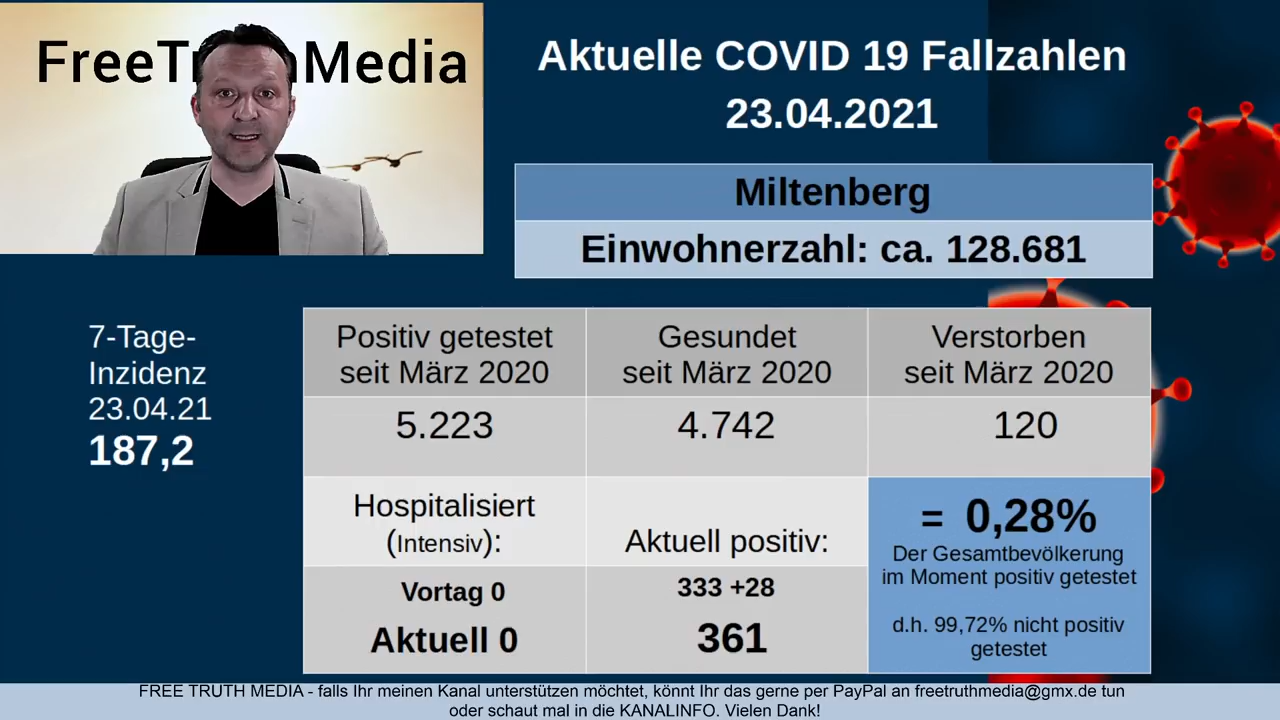 FreeTruthMedia
Aktuelle COVID 19 Fallzahlen
23.04.2021
Miltenberg
Einwohnerzahl: ca. 128.681
7-Tage-
Inzidenz
23.04.21
187,2
Positiv getestet
seit März 2020
5.223
Gesundet
seit März 2020
4.742
Verstorben
seit März 2020
120
Hospitalisiert
(Intensiv):
Vortag 0
Aktuell 0
Aktuell positiv:
333 +28
361
= 0,28%
Der Gesamtbevölkerung
im Moment positiv getestet
d.h. 99,72% nicht positiv
getestet
FREE TRUTH MEDIA - falls Ihr meinen Kanal unterstützen möchtet, könnt Ihr das gerne per PayPal an freetruthmedia@gmx.de tun
oder schaut mal in die KANALINFO. Vielen Dank!